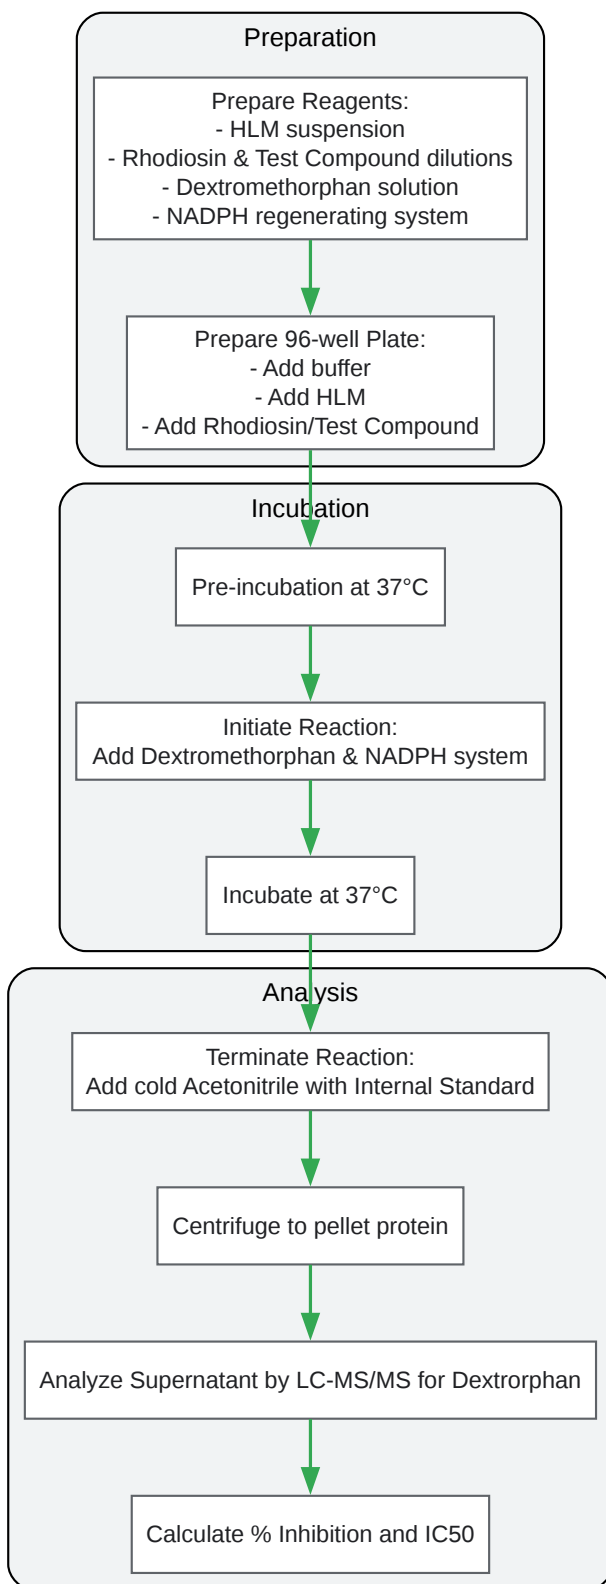 Preparation
Prepare Reagents:
- HLM suspension
- Rhodiosin & Test Compound dilutions
- Dextromethorphan solution
- NADPH regenerating system
Prepare 96-well Plate:
- Add buffer
- Add HLM
- Add Rhodiosin/Test Compound
Incubation
Pre-incubation at 37°C
Initiate Reaction:
Add Dextromethorphan & NADPH system
Incubate at 37°C
Analysis
Terminate Reaction:
Add cold Acetonitrile with Internal Standard
Centrifuge to pellet protein
Analyze Supernatant by LC-MS/MS for Dextrorphan
Calculate % Inhibition and IC50